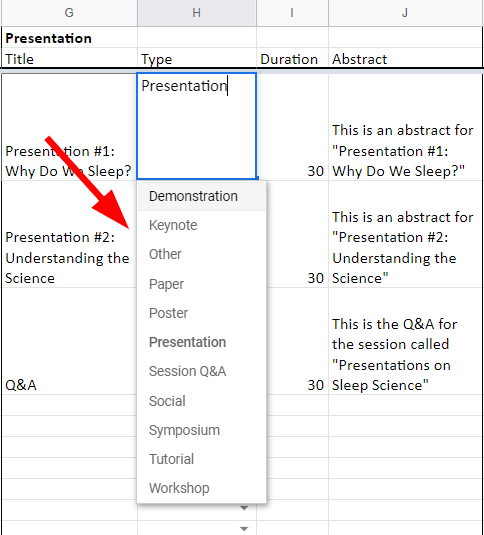 G H I J
Presentation
Title Type Duration Abstract
Presentation
Presentation #1:
Why Do We Sleep?
30
This is an abstract for
"Presentation #1:
Why Do We Sleep?"
Demonstration
Keynote
Other
Paper
Poster
Presentation
Session Q&A
Social
Symposium
Tutorial
Workshop
Presentation #2:
Understanding the
Science
30
This is an abstract for
"Presentation #2:
Understanding the
Science"
Q&A
30
This is the Q&A for
the session called
"Presentations on
Sleep Science"